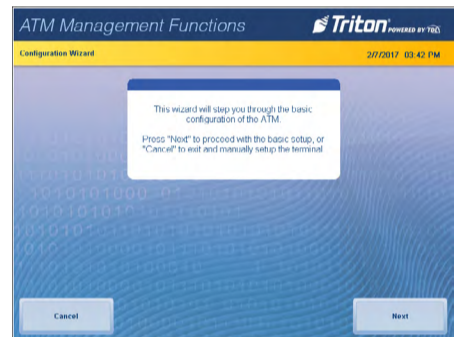 ATM Management Functions
Triton POWERED BY TDL
Configuration Wizard
2/7/2017 03:42 PM
This wizard will step you through the basic
configuration of the ATM.
Press "Next" to proceed with the basic setup, or
"Cancel" to exit and manually setup the terminal
Cancel
Next